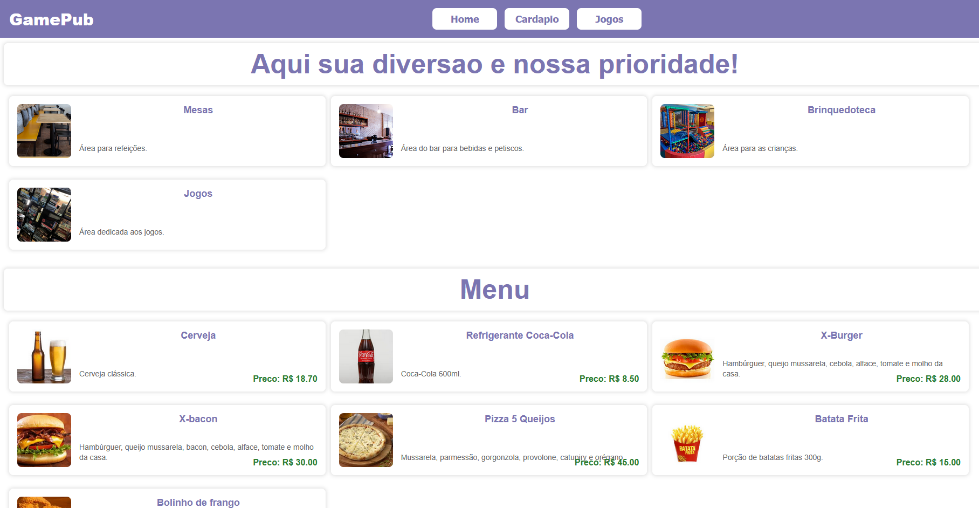 GamePub
Home
Cardapio
Jogos
Aqui sua diversao e nossa prioridade!
Mesas
Área para refeições.
Bar
Área do bar para bebidas e petiscos.
Brinquedoteca
Área para as crianças.
Jogos
Área dedicada aos jogos.
Menu
Cerveja
Cerveja clássica.
Preco: R$ 18.70
Refrigerante Coca-Cola
Coca-Cola 600ml.
Preco: R$ 8.50
X-Burger
Hambúrguer, queijo mussarela, cebola, alface, tomate e molho da
casa.
Preco: R$ 28.00
X-bacon
Hambúrguer, queijo mussarela, bacon, cebola, alface, tomate e molho
da casa.
Preco: R$ 30.00
Pizza 5 Queijos
Mussarela, parmessão, gorgonzola, provolone, catupiry e orégano.
Preco: R$ 45.00
BATATA
Batata Frita
Porção de batatas fritas 300g.
Preco: R$ 15.00
Bolinho de frango